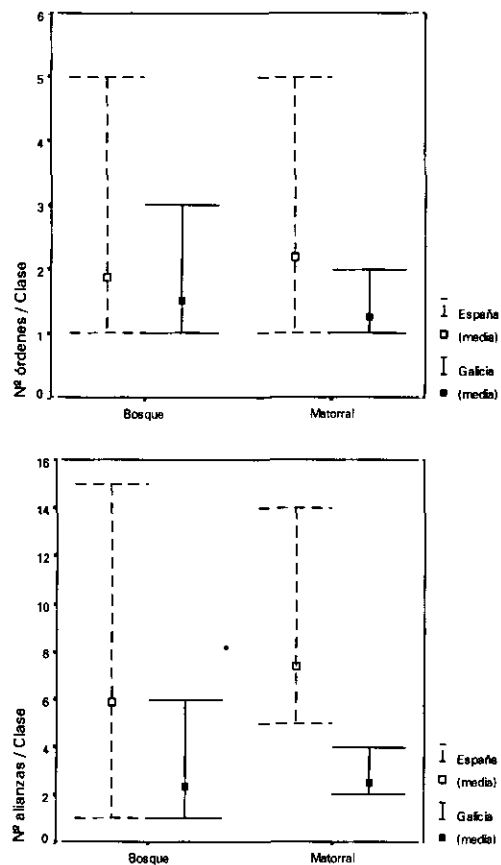 Nº órdenes / Clase
6
5
4
3
2
1
0
Bosque
Matorral
España
(media)
Galicia
(media)
Nº alianzas / Clase
16
14
12
10
8
6
4
2
0
Bosque
Matorral
España
(media)
Galicia
(media)